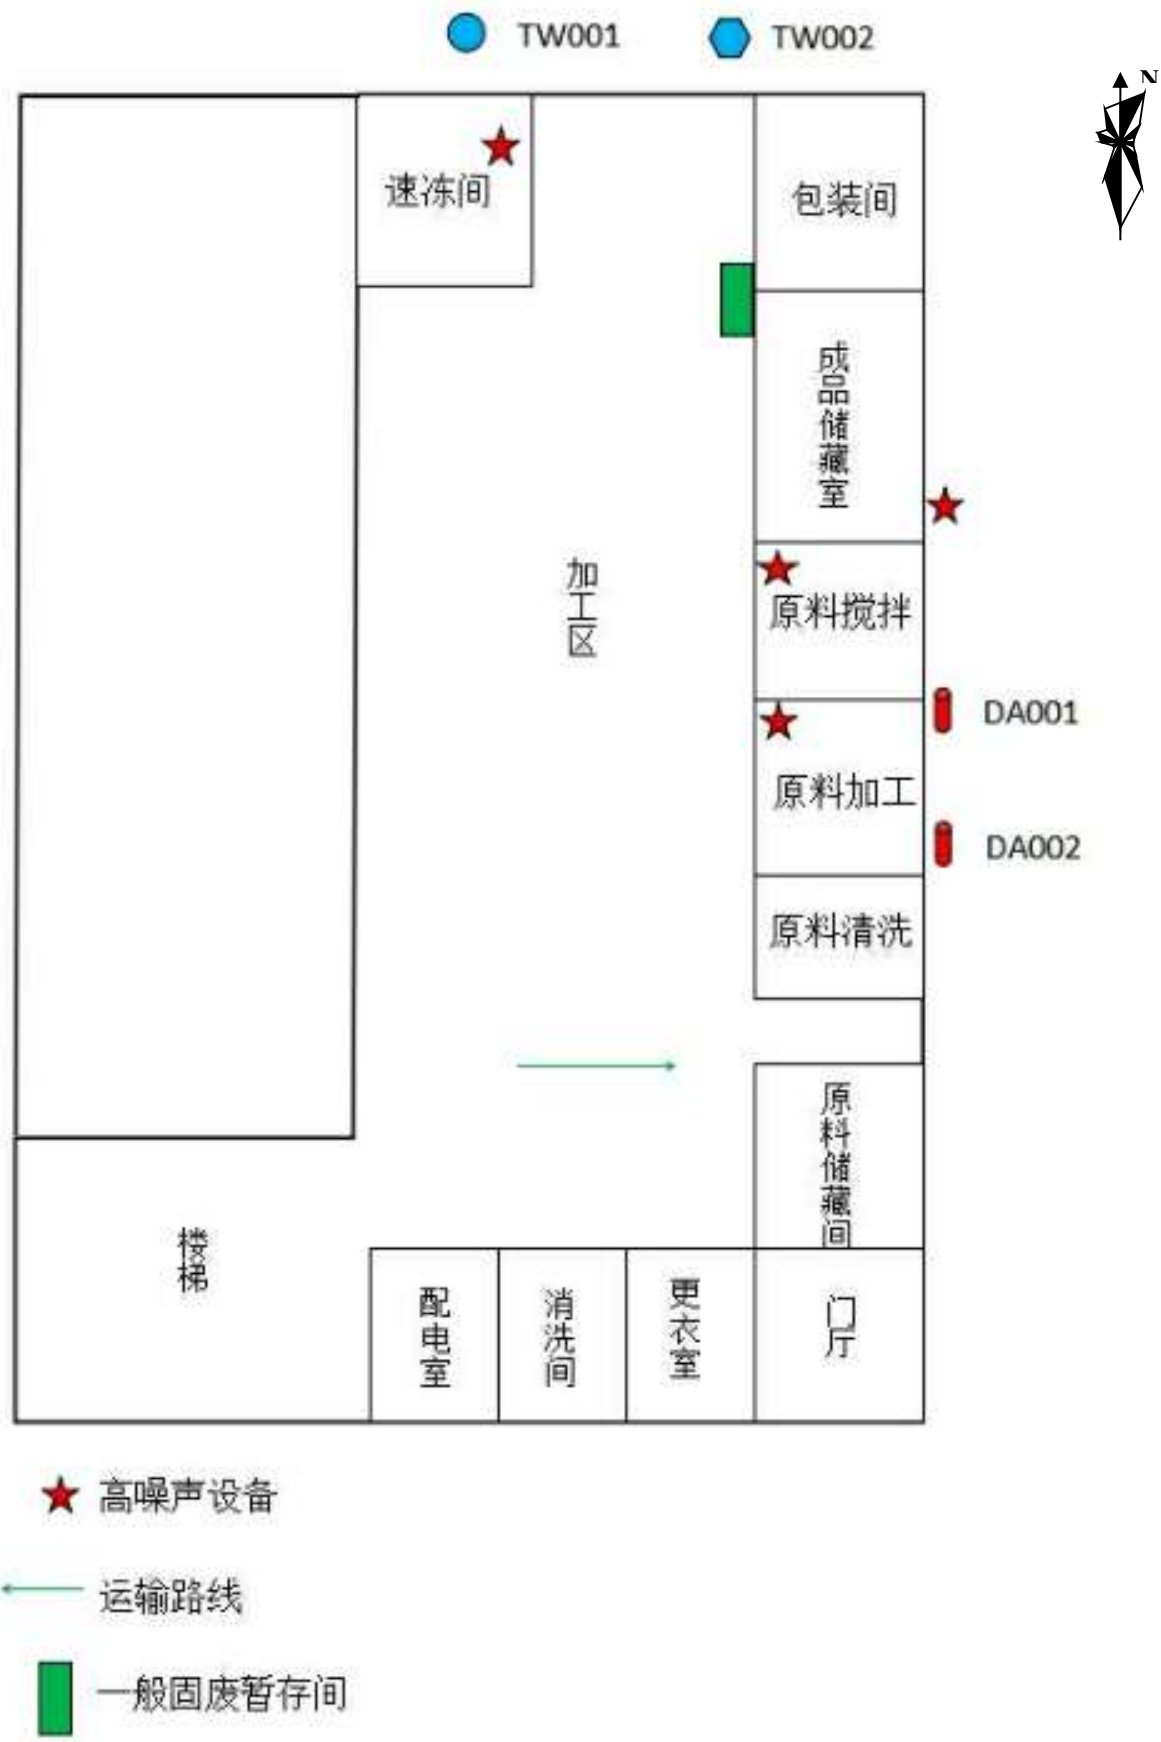 TW001
TW002
N
速冻间
包装间
成品储藏室
加工区
原料搅拌
DA001
原料加工
DA002
原料清洗
原料储藏间
楼梯
配电室
消洗间
更衣室
门厅
高噪声设备
运输路线
一般固废暂存间